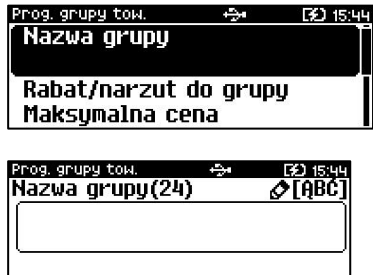 Prog. grupy tow. 15:44
Nazwa grupy
Rabat/narzut do grupy
Maksymalna cena
Prog. grupy tow. 15:44
Nazwa grupy(24) [ĄBĆ]